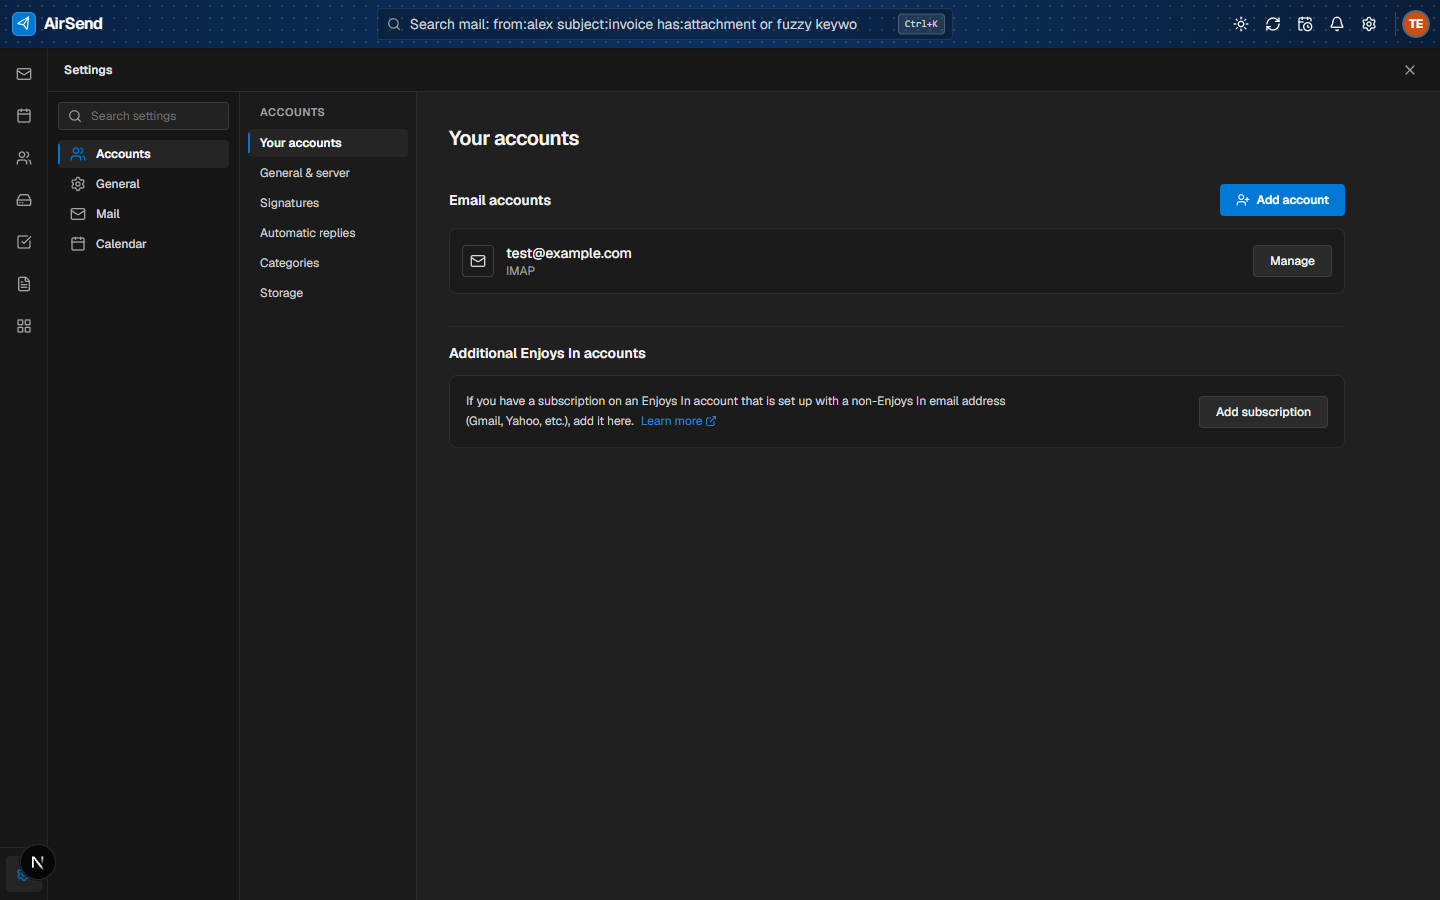 AirSend
Search mail: from:alex subject:invoice has:attachment or fuzzy keywo
Ctrl+K
TE
Settings
Search settings
Accounts
General
Mail
Calendar
ACCOUNTS
Your accounts
General & server
Signatures
Automatic replies
Categories
Storage
Your accounts
Email accounts
Add account
test@example.com
IMAP
Manage
Additional Enjoys In accounts
If you have a subscription on an Enjoys In account that is set up with a non-Enjoys In email address
(Gmail, Yahoo, etc.), add it here. Learn more
Add subscription
N